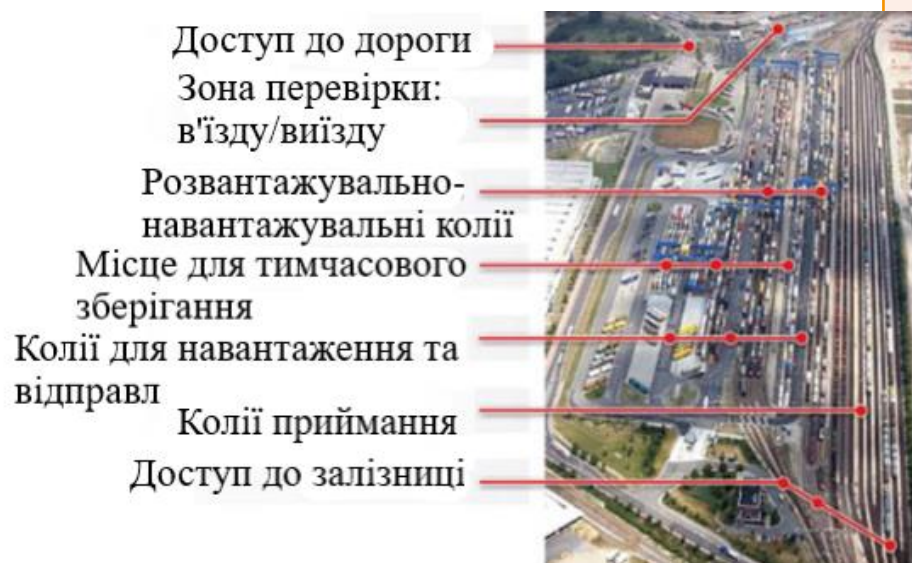 Доступ до дороги
Зона перевірки:
в'їзду/виїзду
Розвантажувально-
навантажувальні колії
Місце для тимчасового
зберігання
Колії для навантаження та
відправл
Колії приймання
Доступ до залізниці